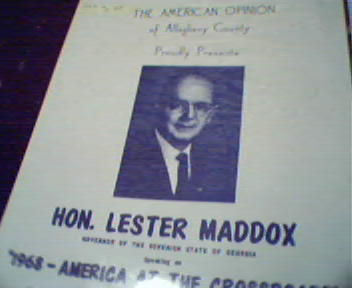 THE AMERICAN OPINION
of Allegheny County
Proudly Presents
HON. LESTER MADDOX
GOVERNOR OF THE SOVEREIGN STATE OF GEORGIA
Speaking on
"1968 - AMERICA AT THE CROSSROADS